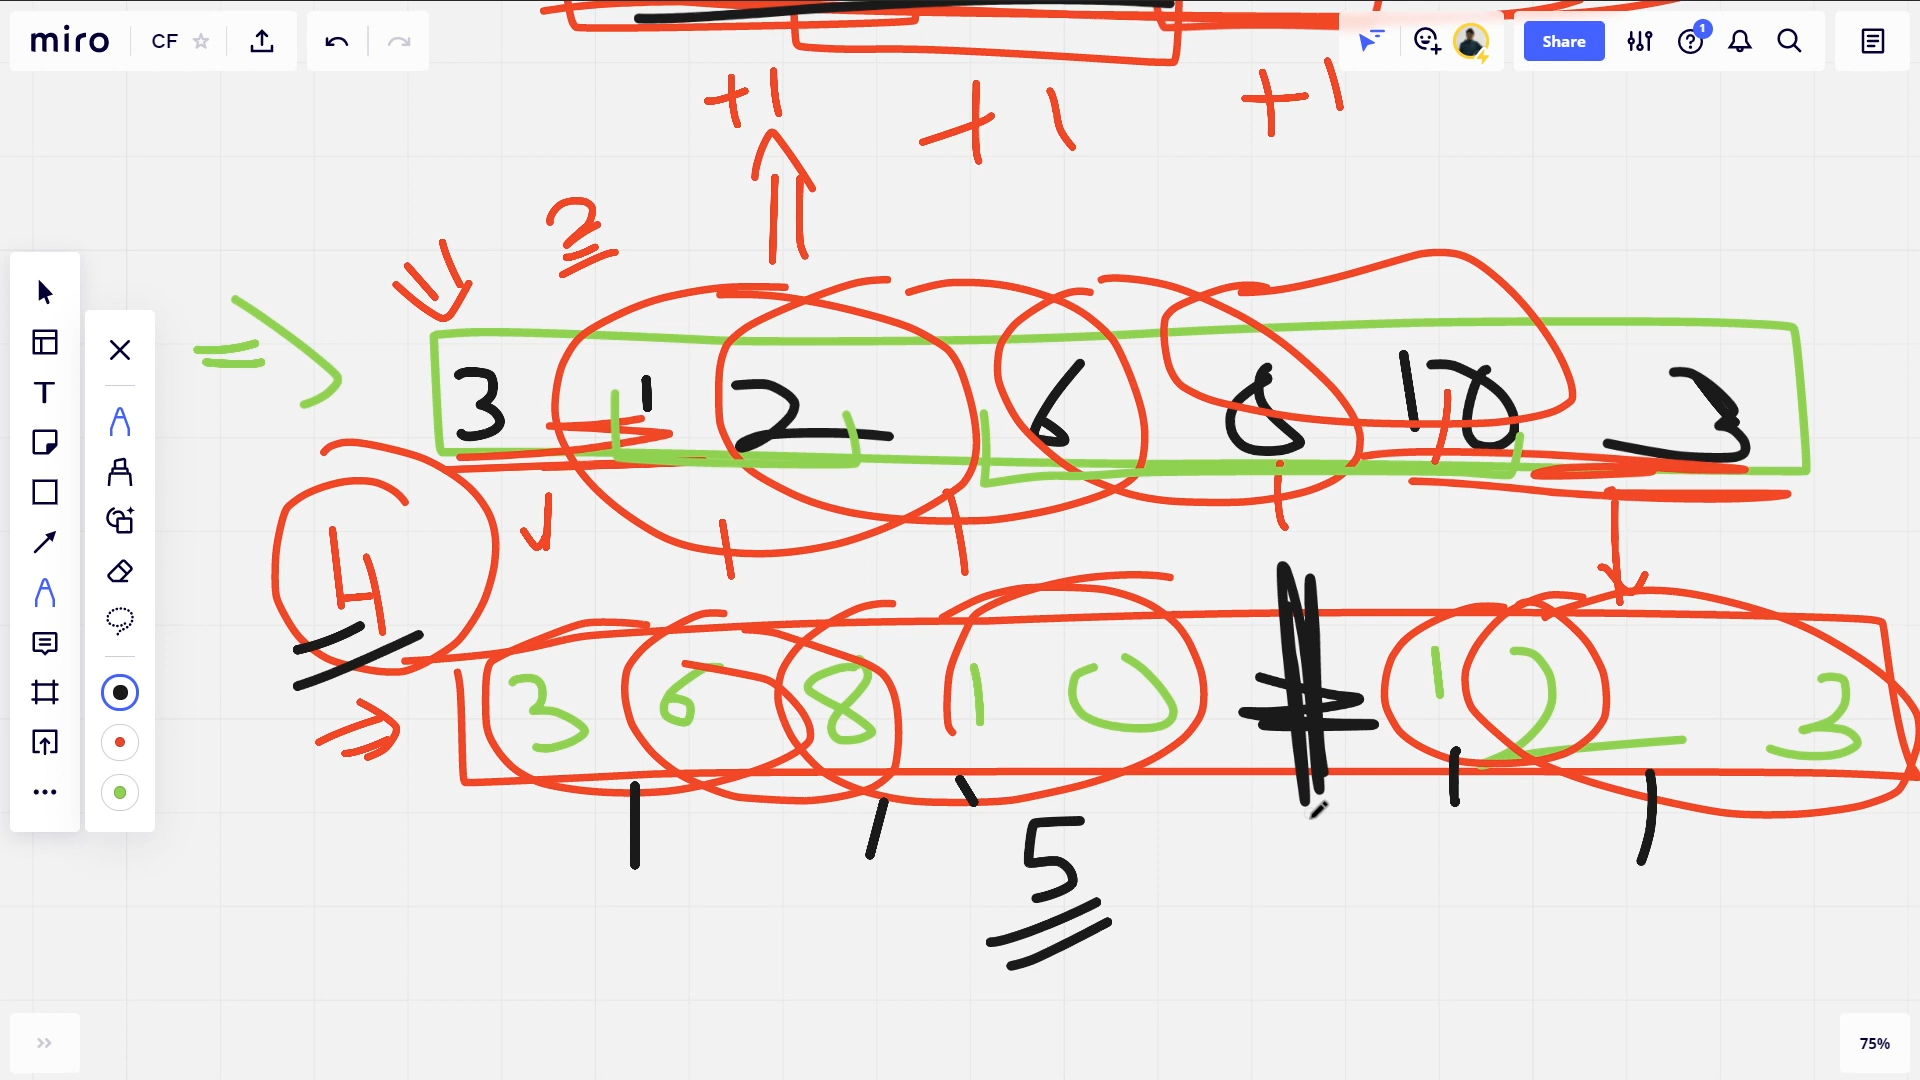 miro CF Share 1
+1 +1 +1
2
3 1 2 6 8 10 3
4
3 6 8 10 1 2 3
5
75%